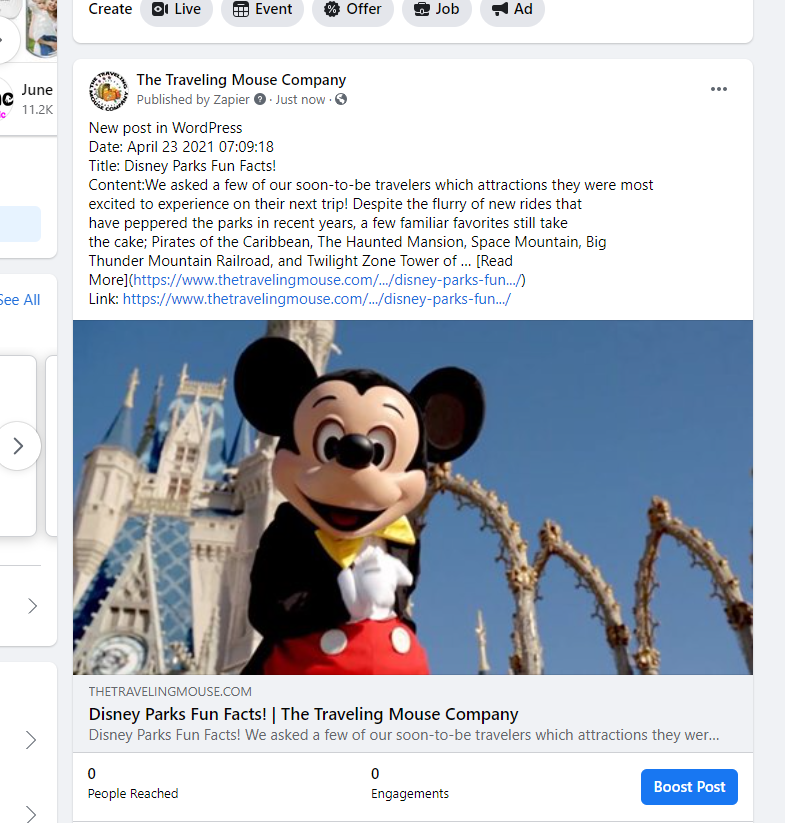 Create Live Event Offer Job Ad
June
11.2K
See All
The Traveling Mouse Company
Published by Zapier ? · Just now ·
New post in WordPress
Date: April 23 2021 07:09:18
Title: Disney Parks Fun Facts!
Content:We asked a few of our soon-to-be travelers which attractions they were most
excited to experience on their next trip! Despite the flurry of new rides that
have peppered the parks in recent years, a few familiar favorites still take
the cake; Pirates of the Caribbean, The Haunted Mansion, Space Mountain, Big
Thunder Mountain Railroad, and Twilight Zone Tower of ... [Read
More](https://www.thetravelingmouse.com/.../disney-parks-fun.../)
Link: https://www.thetravelingmouse.com/.../disney-parks-fun.../
THETRAVELINGMOUSE.COM
Disney Parks Fun Facts! | The Traveling Mouse Company
Disney Parks Fun Facts! We asked a few of our soon-to-be travelers which attractions they wer...
0
People Reached
0
Engagements
Boost Post